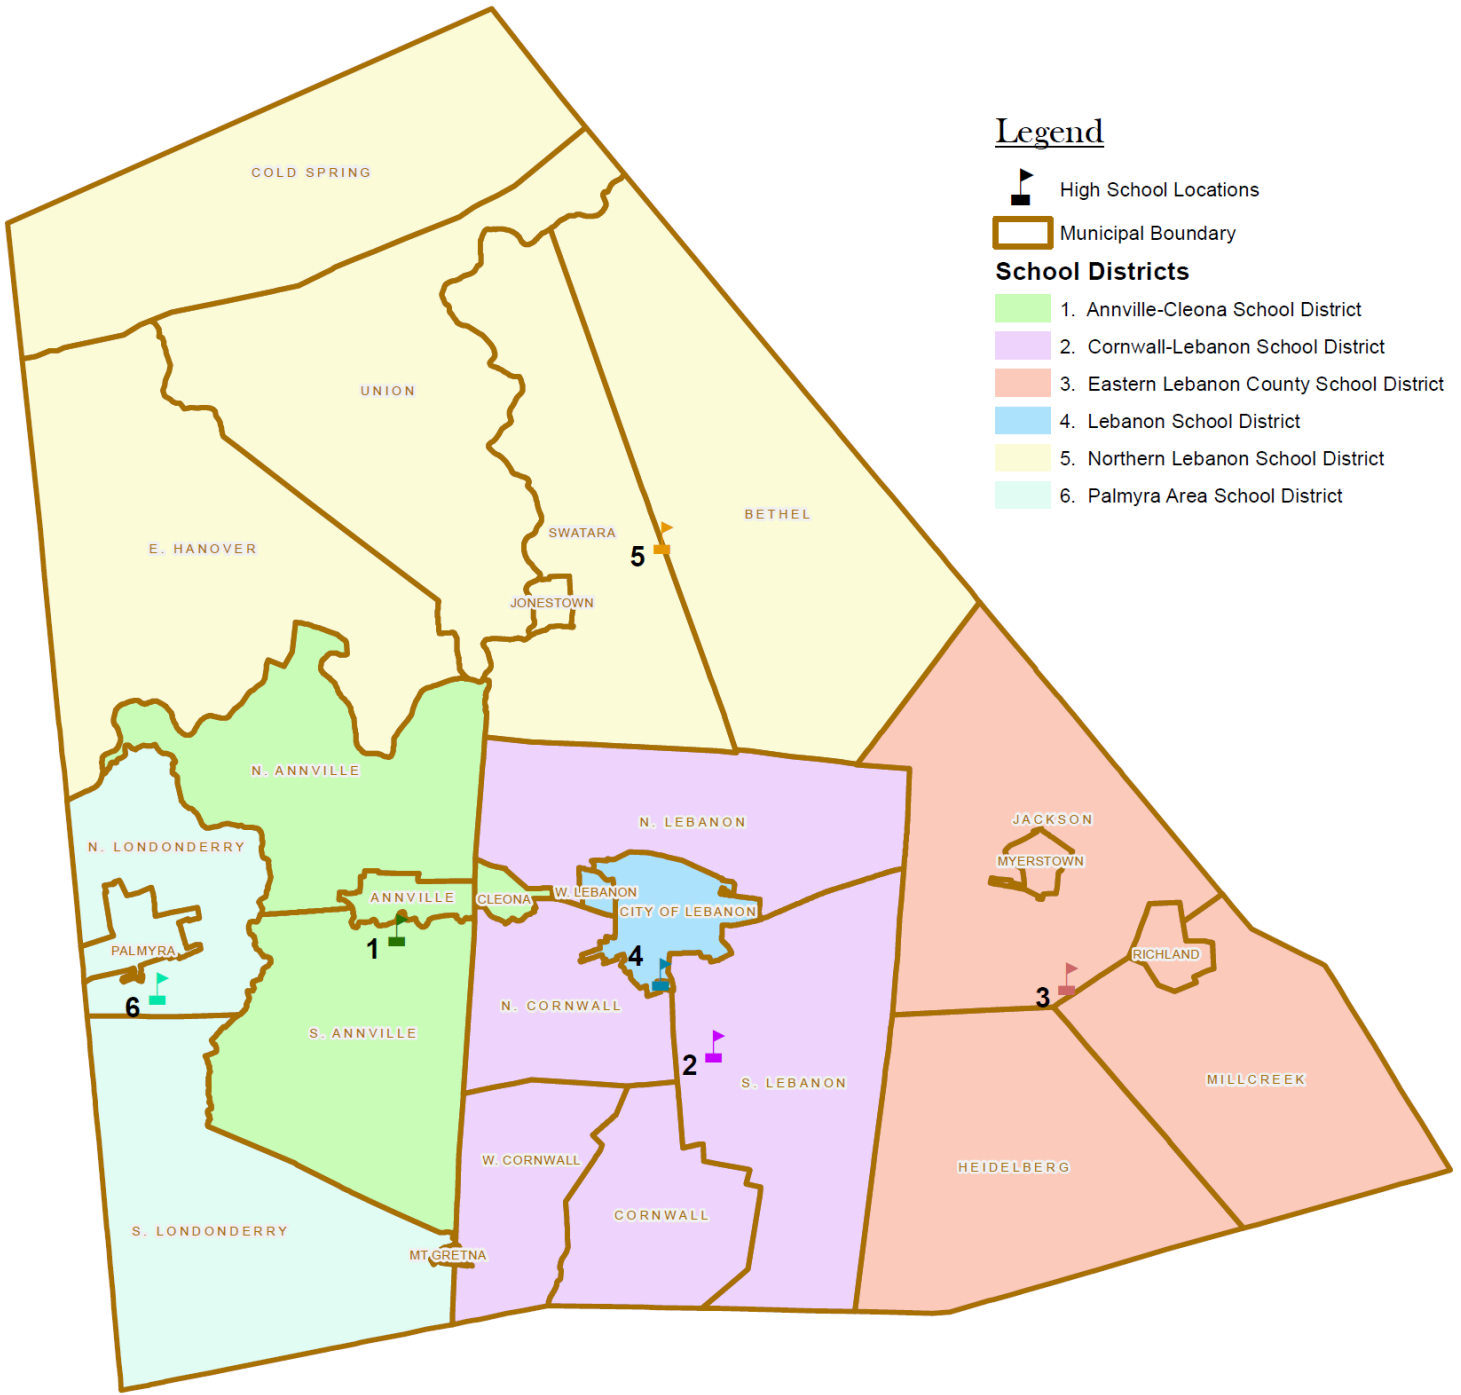 Legend
High School Locations
Municipal Boundary
School Districts
1. Annville-Cleona School District
2. Cornwall-Lebanon School District
3. Eastern Lebanon County School District
4. Lebanon School District
5. Northern Lebanon School District
6. Palmyra Area School District
COLD SPRING
UNION
BETHEL
SWATARA
E. HANOVER
5
JONESTOWN
N. ANNVILLE
N. LEBANON
JACKSON
N. LONDONDERRY
MYERSTOWN
W. LEBANON
ANNVILLE
CLEONA
CITY OF LEBANON
1
PALMYRA
4
RICHLAND
6
3
N. CORNWALL
S. ANNVILLE
2
S. LEBANON
MILLCREEK
W. CORNWALL
HEIDELBERG
CORNWALL
S. LONDONDERRY
MT.GRETNA